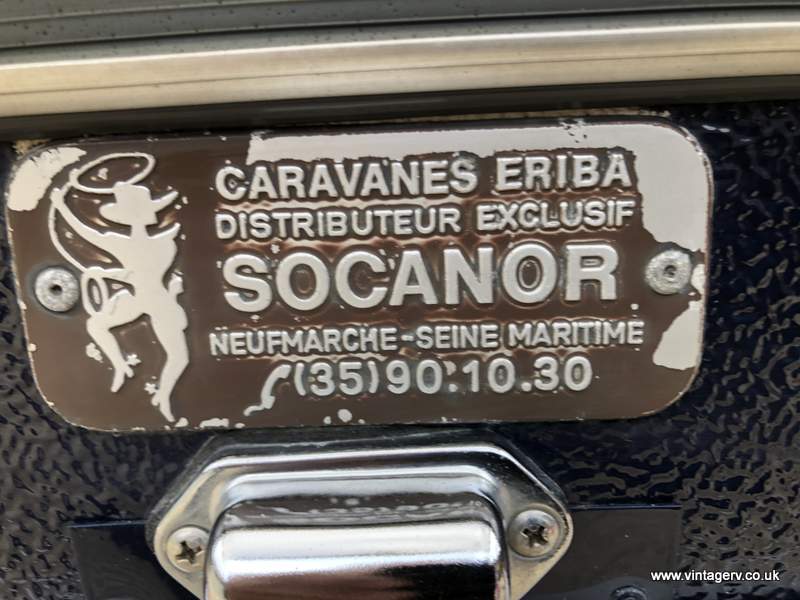 CARAVANES ERIBA
DISTRIBUTEUR EXCLUSIF
SOCANOR
NEUFMARCHE-SEINE MARITIME
(35)90.10.30
www.vintagerv.co.uk